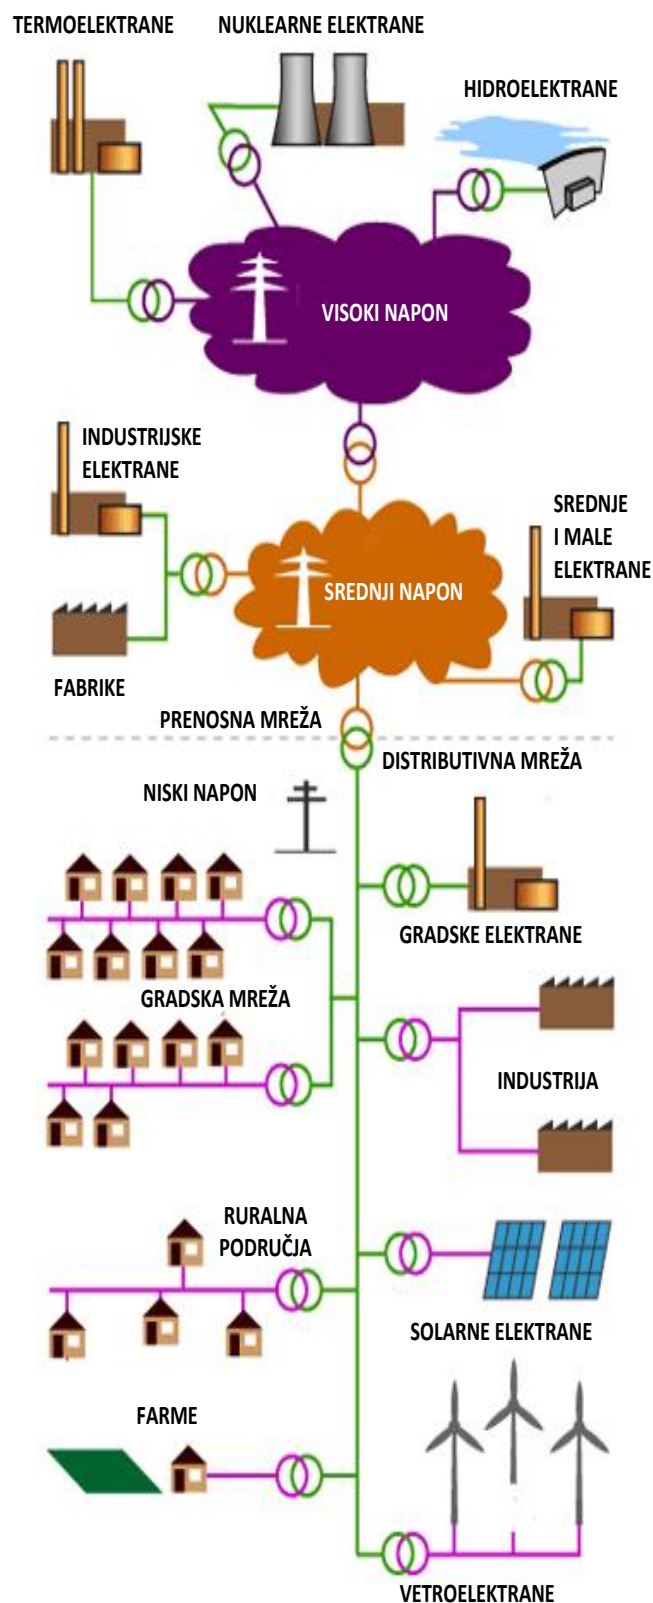 TERMOELEKTRANE
NUKLEARNE ELEKTRANE
HIDROELEKTRANE
VISOKI NAPON
INDUSTRIJSKE
ELEKTRANE
SREDNJE
I MALE
ELEKTRANE
SREDNJI NAPON
FABRIKE
PRENOSNA MREŽA
DISTRIBUTIVNA MREŽA
NISKI NAPON
GRADSKE ELEKTRANE
GRADSKA MREŽA
INDUSTRIJA
RURALNA
PODRUČJA
SOLARNE ELEKTRANE
FARME
VETROELEKTRANE